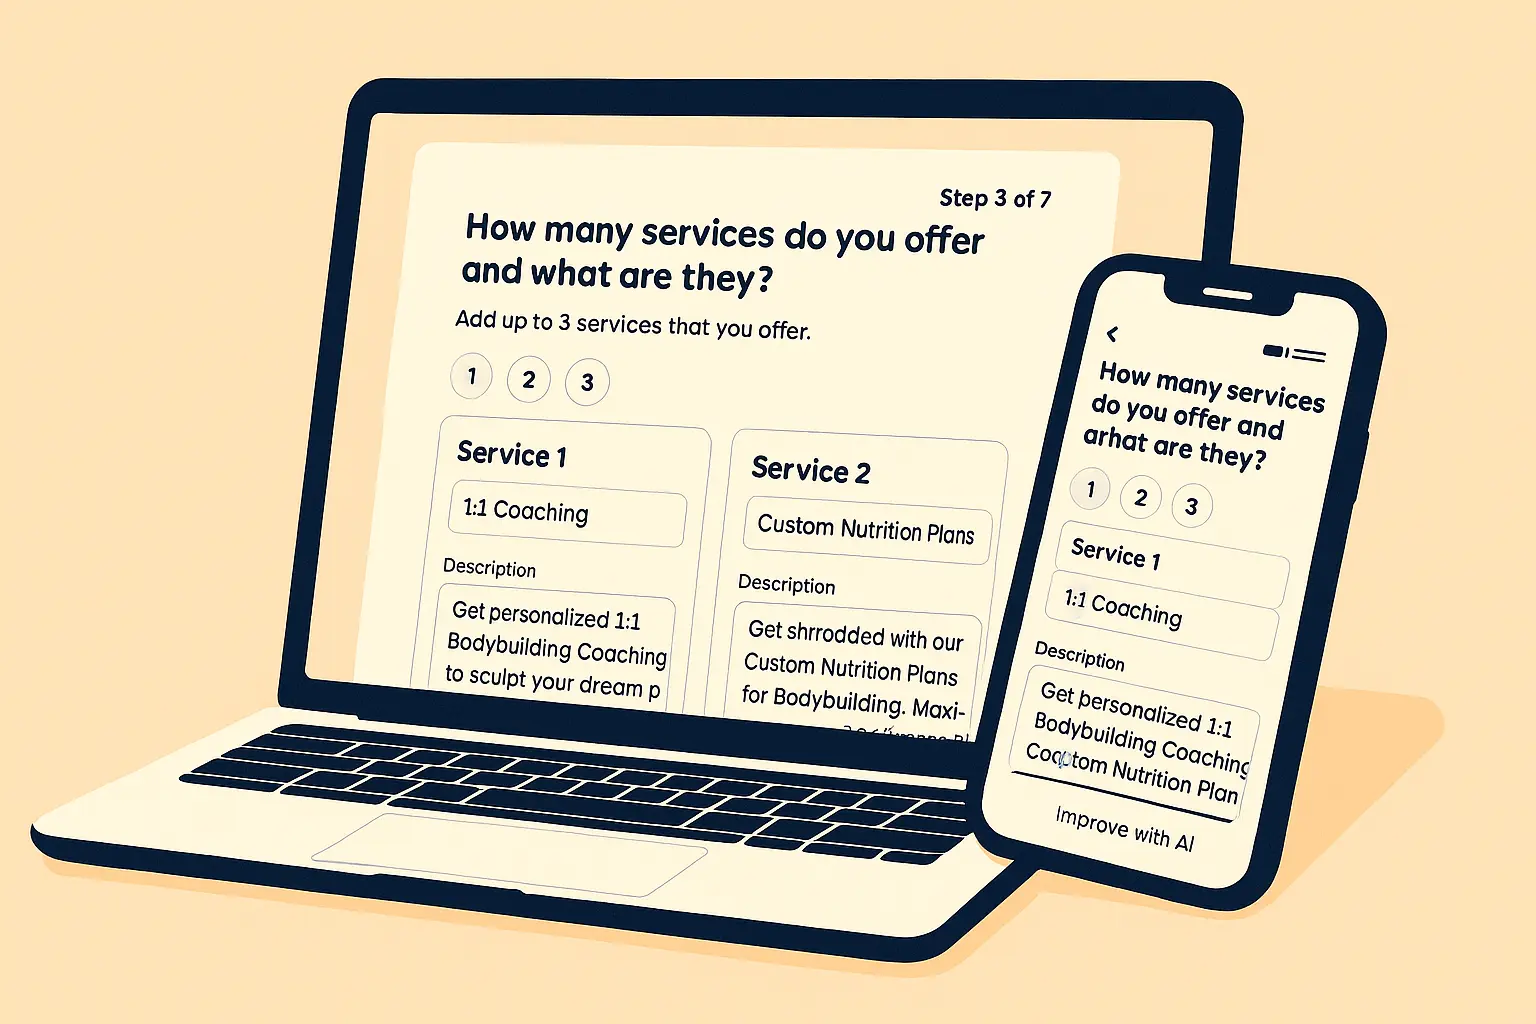 Step 3 of 7
How many services do you offer
and what are they?
Add up to 3 services that you offer.
1 2 3
Service 1
1:1 Coaching
Description
Get personalized 1:1
Bodybuilding Coaching
to sculpt your dream p
Service 2
Custom Nutrition Plans
Description
Get shrrodded with our
Custom Nutrition Plans
for Bodybuilding. Maxi-
How many services
do you offer and
arhat are they?
1 2 3
Service 1
1:1 Coaching
Description
Get personalized 1:1
Bodybuilding Coaching
Nutrition Plan
Improve with AI